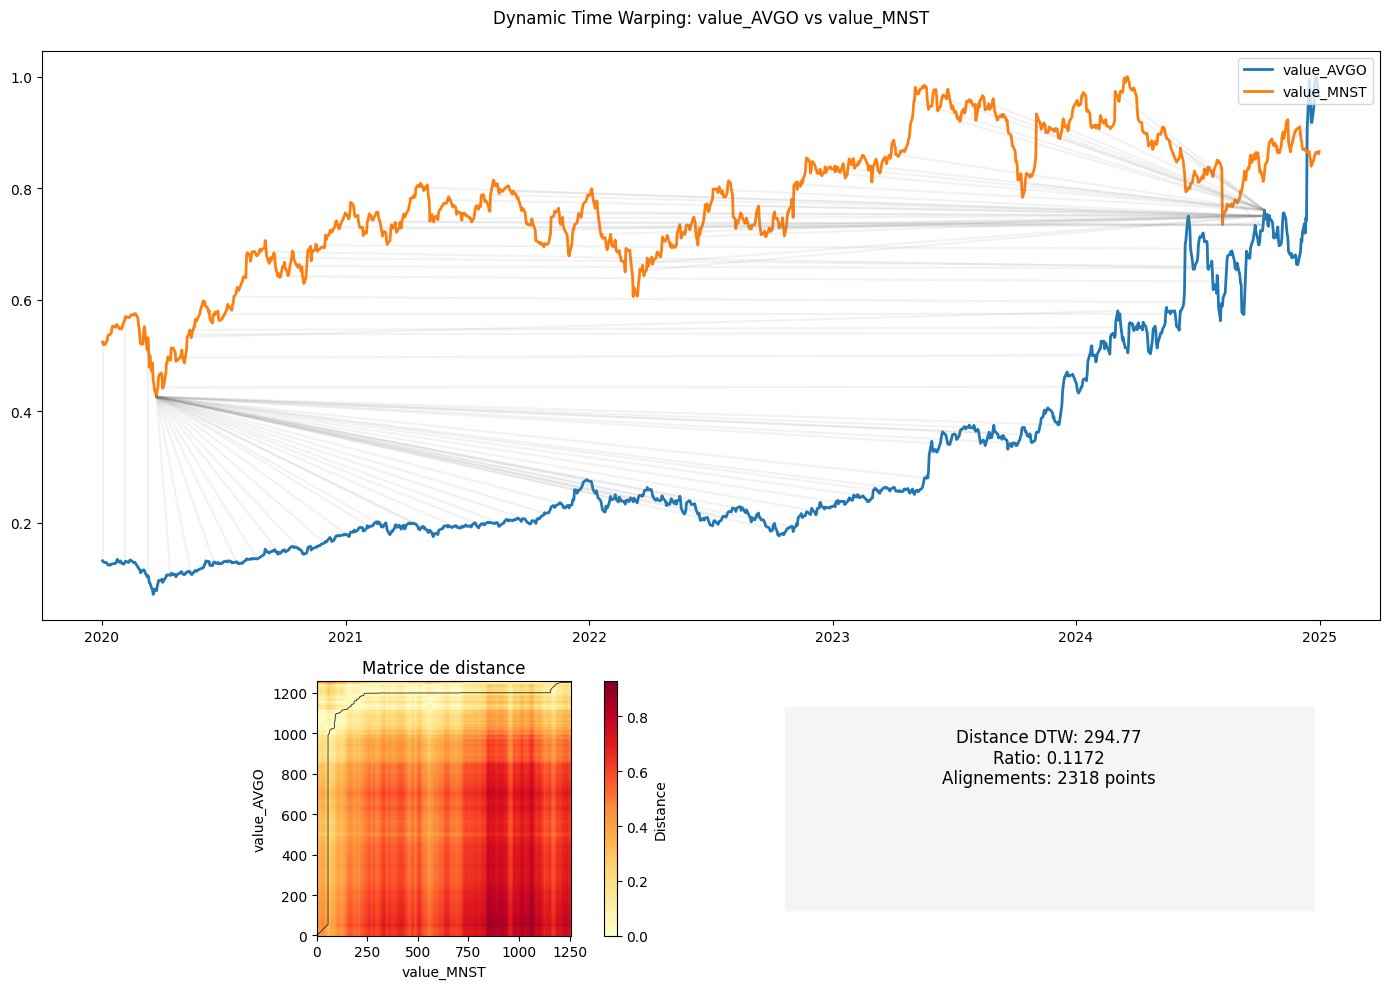 Dynamic Time Warping: value_AVGO vs value_MNST
value_AVGO
value_MNST
1.0
0.8
0.6
0.4
0.2
2020
2021
2022
2023
2024
2025
Matrice de distance
value_AVGO
1200
1000
800
600
400
200
0
0
250
500
750
1000
1250
value_MNST
0.8
0.6
0.4
0.2
0.0
Distance
Distance DTW: 294.77
Ratio: 0.1172
Alignements: 2318 points